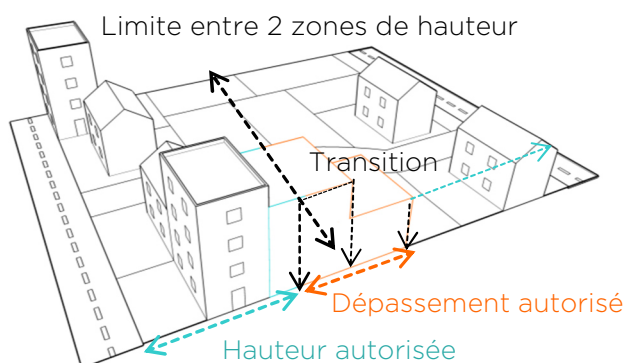 Limite entre 2 zones de hauteur
Transition
Dépassement autorisé
Hauteur autorisée